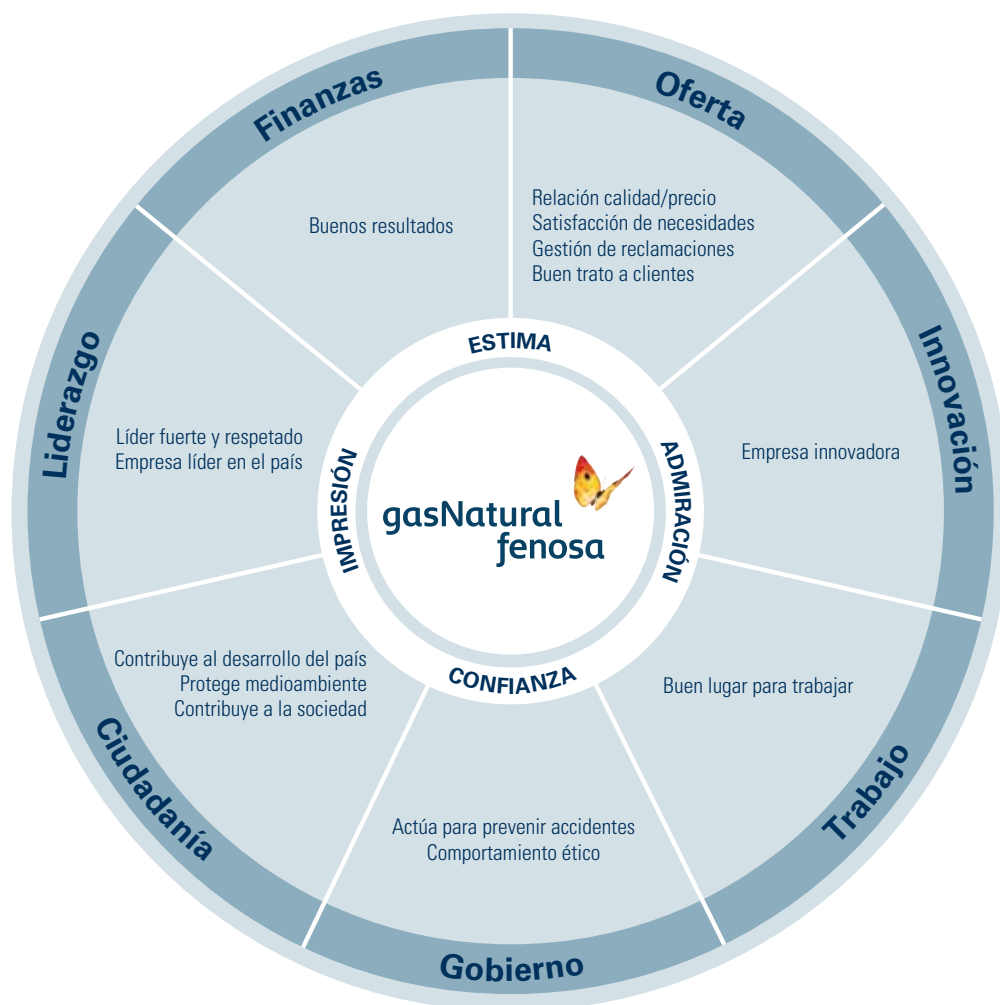 Finanzas
Oferta
Buenos resultados
Relación calidad/precio
Satisfacción de necesidades
Gestión de reclamaciones
Buen trato a clientes
Liderazgo
Innovación
Líder fuerte y respetado
Empresa líder en el país
Empresa innovadora
ESTIMA
IMPRESIÓN
ADMIRACIÓN
CONFIANZA
gasNatural
fenosa
Contribuye al desarrollo del país
Protege medioambiente
Contribuye a la sociedad
Buen lugar para trabajar
Ciudadanía
Trabajo
Actúa para prevenir accidentes
Comportamiento ético
Gobierno